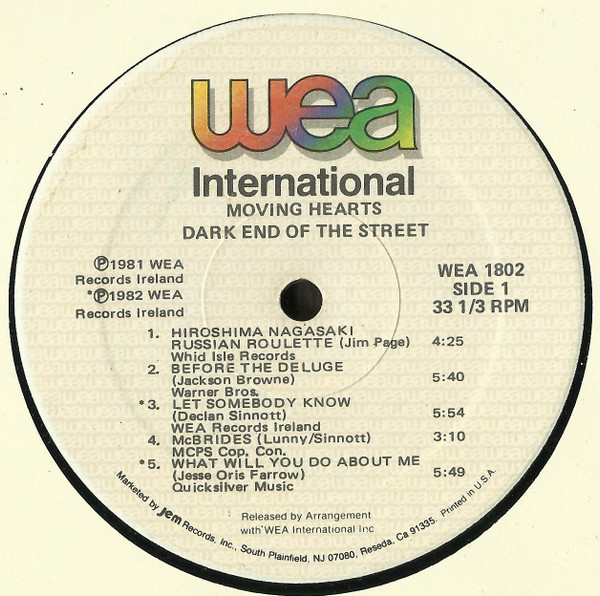 wea
International
MOVING HEARTS
DARK END OF THE STREET
Ⓟ1981 WEA
Records Ireland
*Ⓟ1982 WEA
Records Ireland
WEA 1802
SIDE 1
33 1/3 RPM
1. HIROSHIMA NAGASAKI
RUSSIAN ROULETTE (Jim Page) 4:25
Whid Isle Records
2. BEFORE THE DELUGE
(Jackson Browne) 5:40
Warner Bros.
*3. LET SOMEBODY KNOW
(Declan Sinnott) 5:54
WEA Records Ireland
4. McBRIDES (Lunny/Sinnott) 3:10
MCPS Cop. Con.
*5. WHAT WILL YOU DO ABOUT ME
(Jesse Oris Farrow) 5:49
Quicksilver Music
Released by Arrangement
with WEA International Inc
Marketed by Jem Records, Inc., South Plainfield, NJ 07080, Reseda, Ca 91335. Printed in U.S.A.